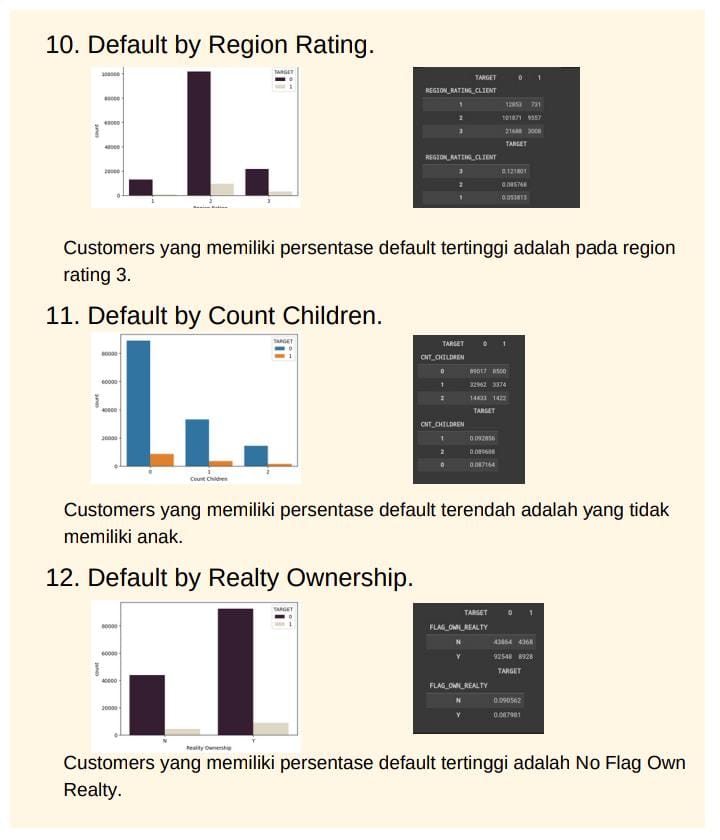 10. Default by Region Rating.
TARGET
0
1
100000
80000
60000
40000
20000
0
count
1 2 3
Region Rating
TARGET 0 1
REGION_RATING_CLIENT
1 12853 731
2 101871 9557
3 21688 3008
TARGET
REGION_RATING_CLIENT
3 0.121801
2 0.085768
1 0.053813
Customers yang memiliki persentase default tertinggi adalah pada region
rating 3.
11. Default by Count Children.
TARGET
0
1
80000
60000
40000
20000
0
count
0 1 2
Count Children
TARGET 0 1
CNT_CHILDREN
0 89017 8500
1 32962 3374
2 14433 1422
TARGET
CNT_CHILDREN
1 0.092856
2 0.089688
0 0.087164
Customers yang memiliki persentase default terendah adalah yang tidak
memiliki anak.
12. Default by Realty Ownership.
TARGET
0
1
80000
60000
40000
20000
0
count
N Y
Reality Ownership
TARGET 0 1
FLAG_OWN_REALTY
N 43864 4368
Y 92548 8928
TARGET
FLAG_OWN_REALTY
N 0.090562
Y 0.087981
Customers yang memiliki persentase default tertinggi adalah No Flag Own
Realty.